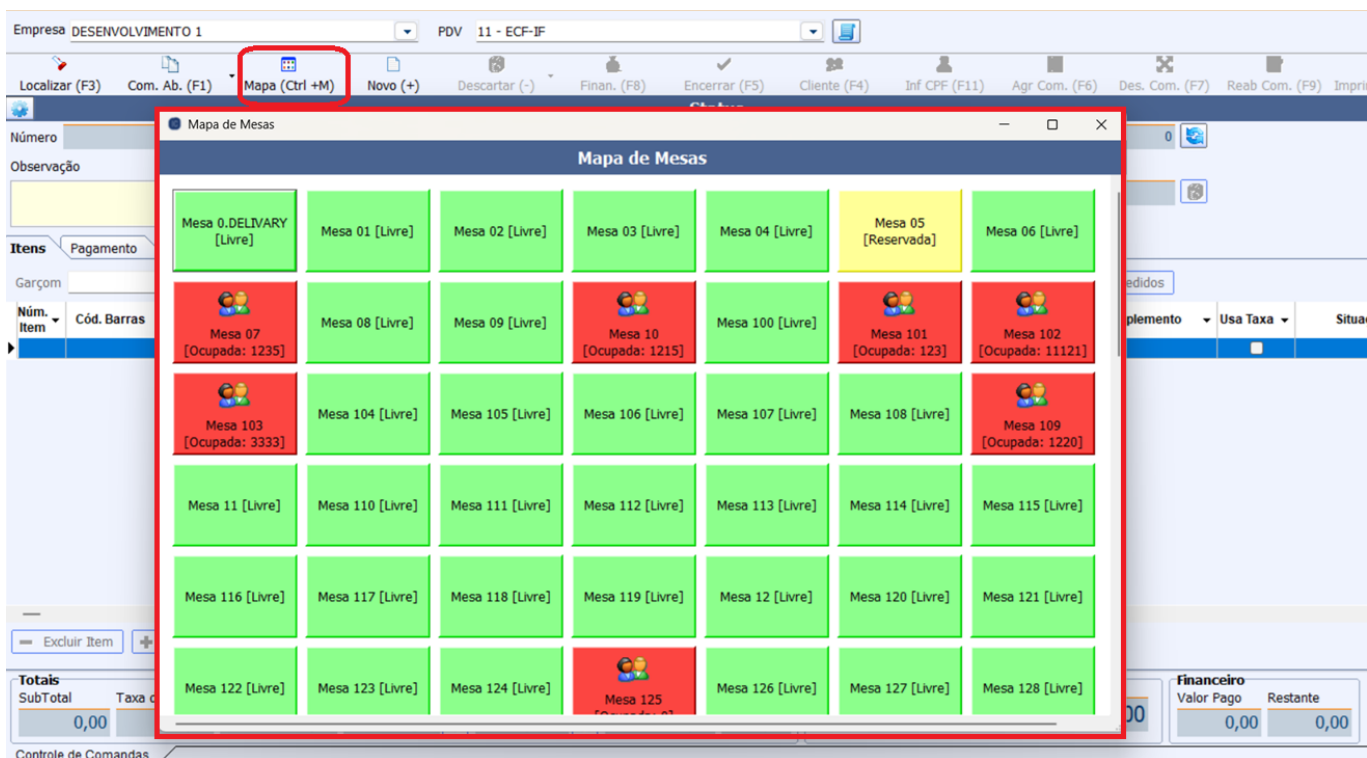 Empresa DESENVOLVIMENTO 1 PDV 11 - ECF-IF
Localizar (F3) Com. Ab. (F1) Mapa (Ctrl +M) Novo (+) Descartar (-) Finan. (F8) Encerrar (F5) Cliente (F4) Inf CPF (F11) Agr Com. (F6) Des. Com. (F7) Reab Com. (F9)
Mapa de Mesas
Número 0
Mapa de Mesas
Observação
Mesa 0.DELIVARY
[Livre]
Mesa 01 [Livre]
Mesa 02 [Livre]
Mesa 03 [Livre]
Mesa 04 [Livre]
Mesa 05
[Reservada]
Mesa 06 [Livre]
Itens Pagamento
Garçom
Núm.
Item
Cód. Barras
Usa Taxa
Mesa 07
[Ocupada: 1235]
Mesa 08 [Livre]
Mesa 09 [Livre]
Mesa 10
[Ocupada: 1215]
Mesa 100 [Livre]
Mesa 101
[Ocupada: 123]
Mesa 102
[Ocupada: 11121]
Mesa 103
[Ocupada: 3333]
Mesa 104 [Livre]
Mesa 105 [Livre]
Mesa 106 [Livre]
Mesa 107 [Livre]
Mesa 108 [Livre]
Mesa 109
[Ocupada: 1220]
Mesa 11 [Livre]
Mesa 110 [Livre]
Mesa 111 [Livre]
Mesa 112 [Livre]
Mesa 113 [Livre]
Mesa 114 [Livre]
Mesa 115 [Livre]
Mesa 116 [Livre]
Mesa 117 [Livre]
Mesa 118 [Livre]
Mesa 119 [Livre]
Mesa 12 [Livre]
Mesa 120 [Livre]
Mesa 121 [Livre]
Excluir Item
Mesa 122 [Livre]
Mesa 123 [Livre]
Mesa 124 [Livre]
Mesa 125
Mesa 126 [Livre]
Mesa 127 [Livre]
Mesa 128 [Livre]
Totais
SubTotal Taxa
0,00
Financeiro
Valor Pago Restante
0,00 0,00
Controle de Comandas